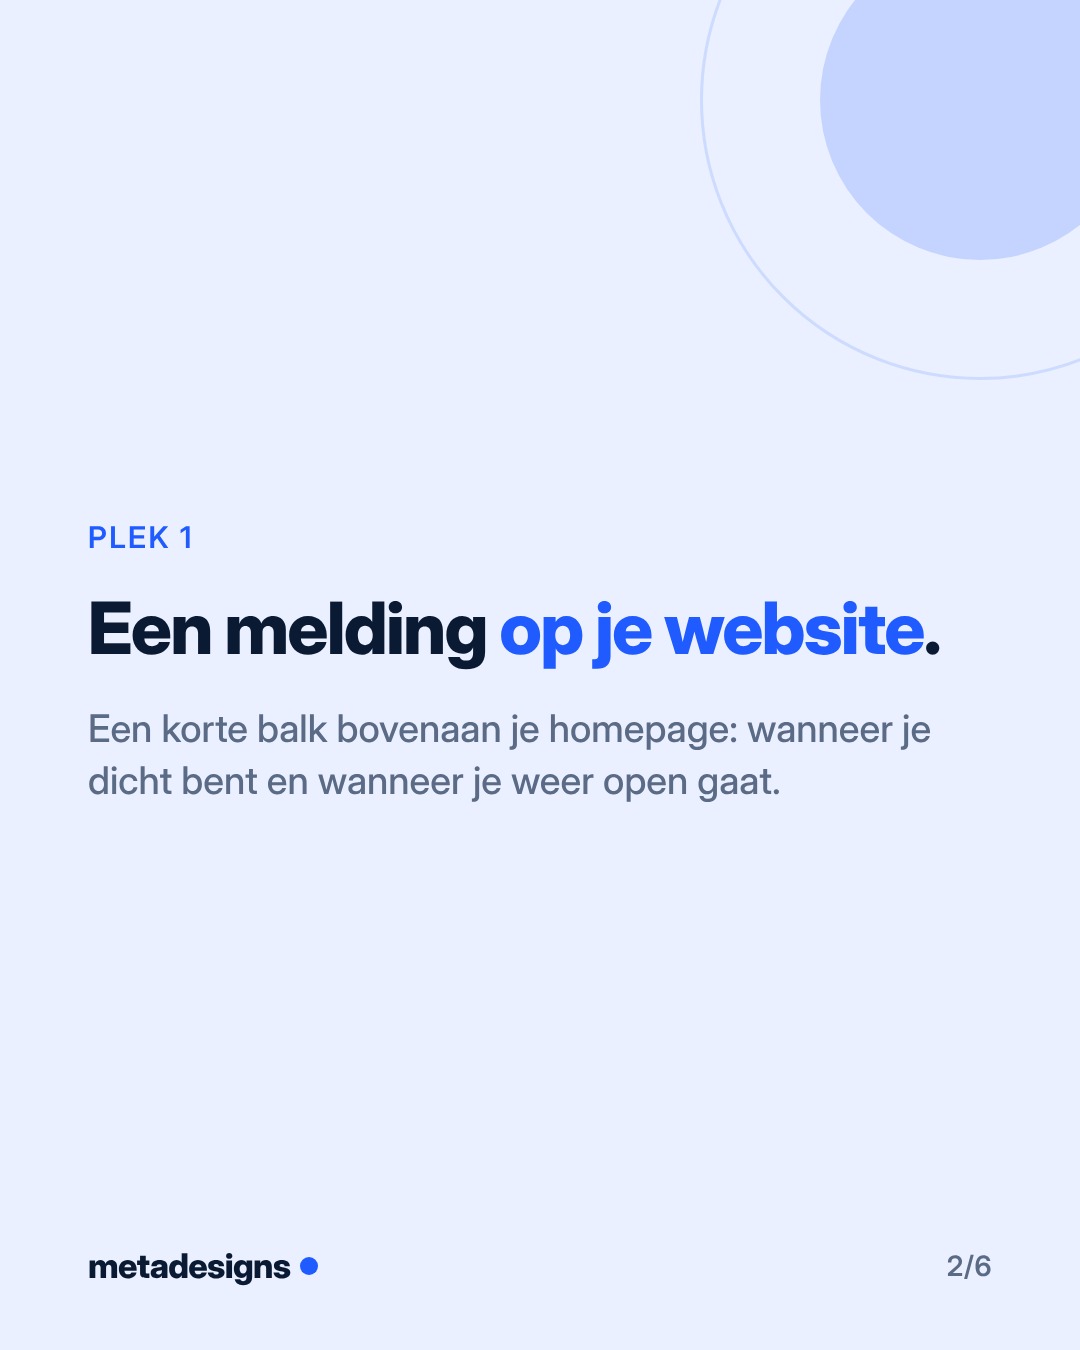 PLEK 1
Een melding op je website.
Een korte balk bovenaan je homepage: wanneer je
dicht bent en wanneer je weer open gaat.
metadesigns
2/6